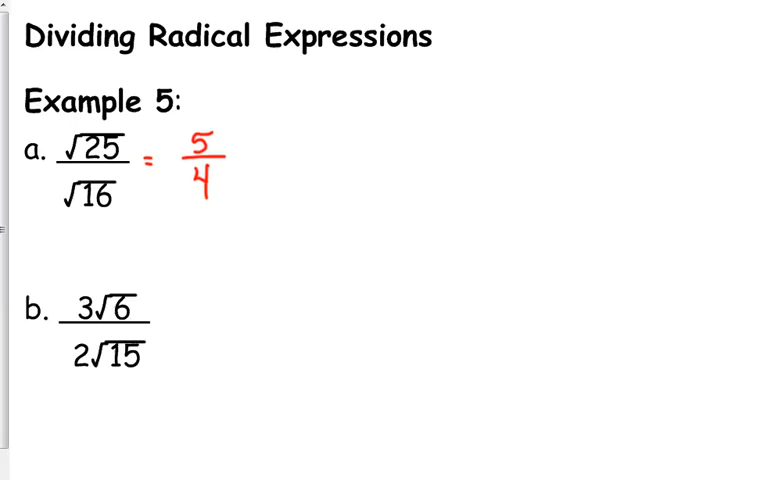 Dividing Radical Expressions
Example 5:
a. √25 / √16 = 5 / 4
b. 3√6 / 2√15